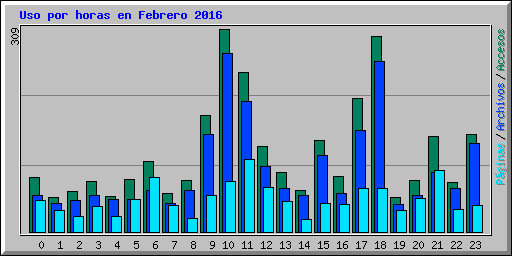 Uso por horas en Febrero 2016
309
Páginas / Archivos / Accesos
0 1 2 3 4 5 6 7 8 9 10 11 12 13 14 15 16 17 18 19 20 21 22 23